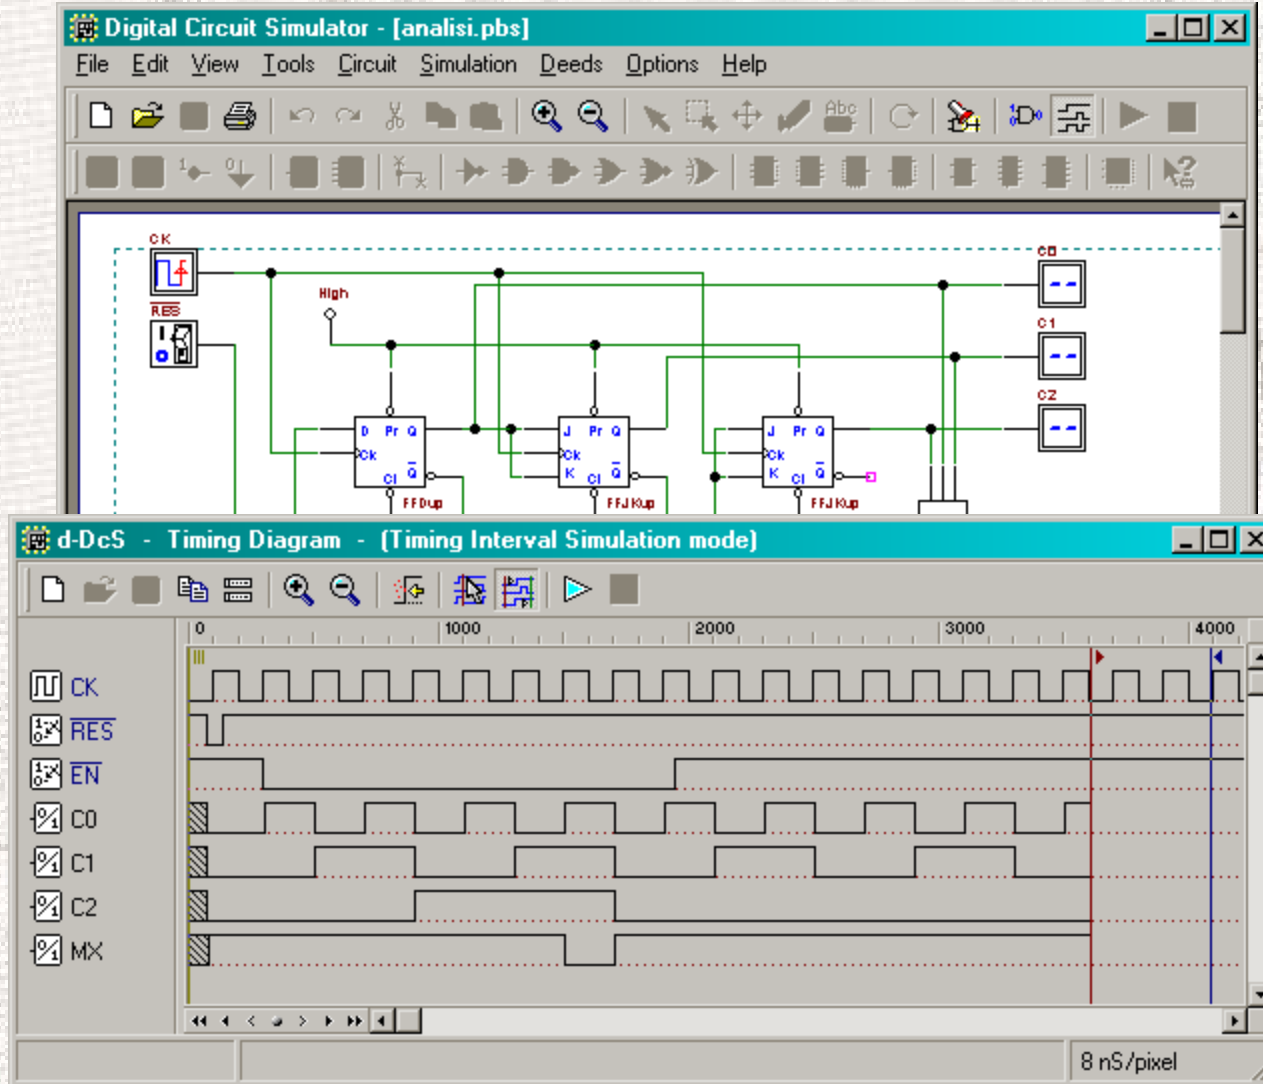 Digital Circuit Simulator - [analisi.pbs]
File Edit View Tools Circuit Simulation Deeds Options Help
Abc
CK
C0
High
RES
C1
C2
D Pr Q
J Pr Q
J Pr Q
Ck
Ck
Ck
Q
K Q
K Q
Cl
Cl
Cl
FFDup
FFJKup
FFJKup
d-DcS - Timing Diagram - (Timing Interval Simulation mode)
0 1000 2000 3000 4000
CK
RES
EN
C0
C1
C2
MX
8 nS/pixel